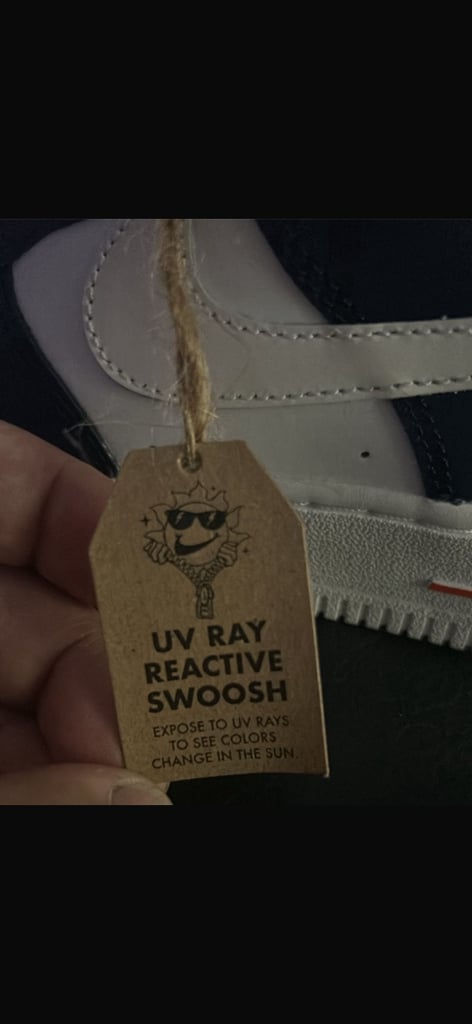 UV RAY
REACTIVE
SWOOSH
EXPOSE TO UV RAYS
TO SEE COLORS
CHANGE IN THE SUN.